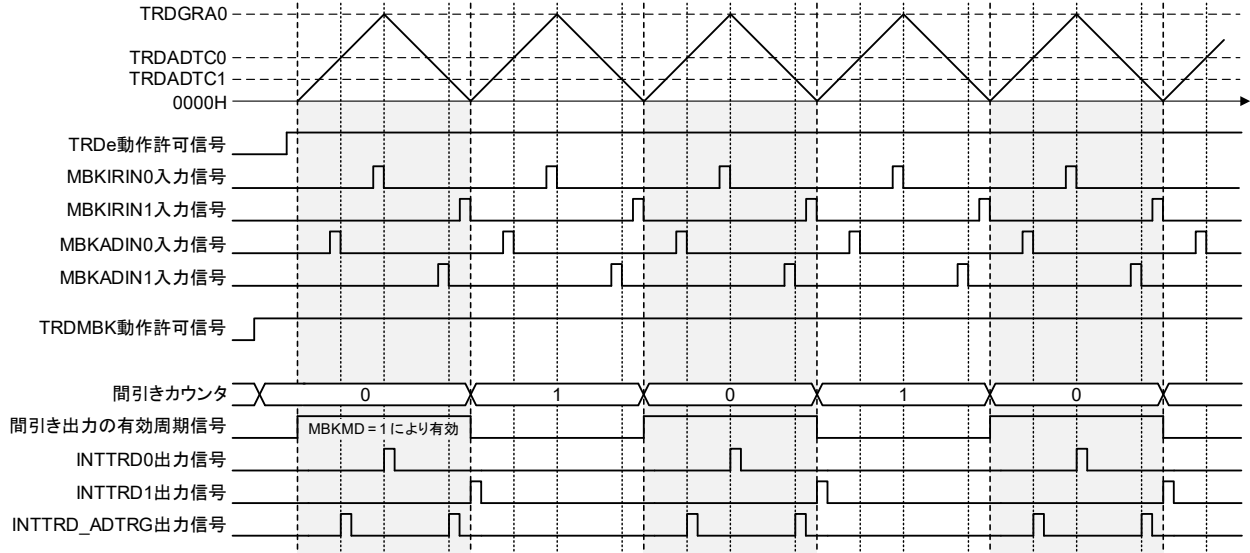 TRDGRA0
TRDADTC0
TRDADTC1
0000H
TRDe動作許可信号
MBKIRIN0入力信号
MBKIRIN1入力信号
MBKADIN0入力信号
MBKADIN1入力信号
TRDMBK動作許可信号
間引きカウンタ 0 1 0 1 0
間引き出力の有効周期信号 MBKMD = 1 により有効
INTTRD0出力信号
INTTRD1出力信号
INTTRD_ADTRG出力信号